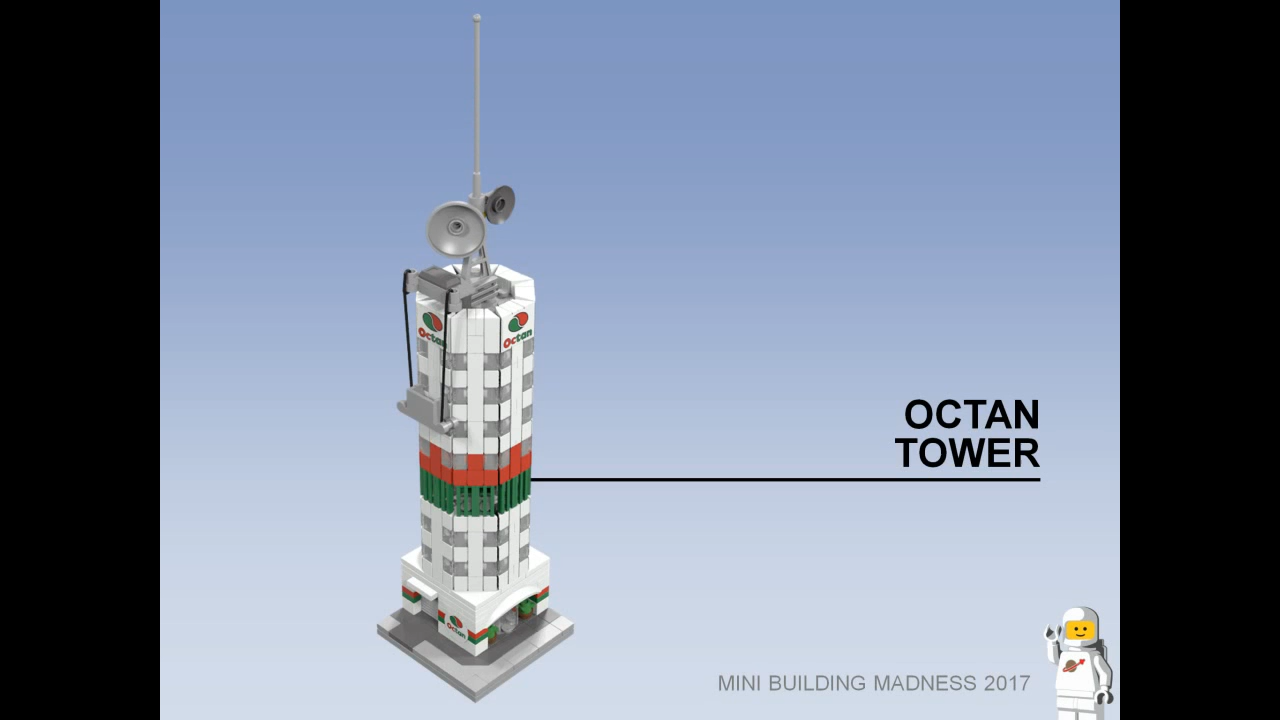 Octan
Octan
OCTAN
TOWER
Octan
MINI BUILDING MADNESS 2017